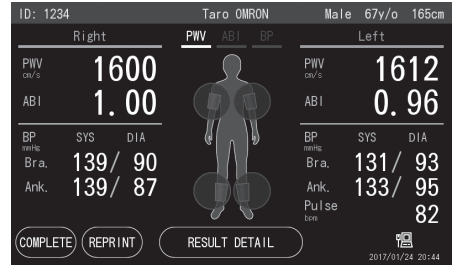 ID: 1234 Taro OMRON Male 67y/o 165cm
Right PWV ABI BP Left
PWV cm/s 1600 PWV cm/s 1612
ABI 1.00 ABI 0.96
BP mmHg SYS DIA BP mmHg SYS DIA
Bra. 139/ 90 Bra. 131/ 93
Ank. 139/ 87 Ank. 133/ 95
Pulse bpm 82
COMPLETE REPRINT RESULT DETAIL
2017/01/24 20:44